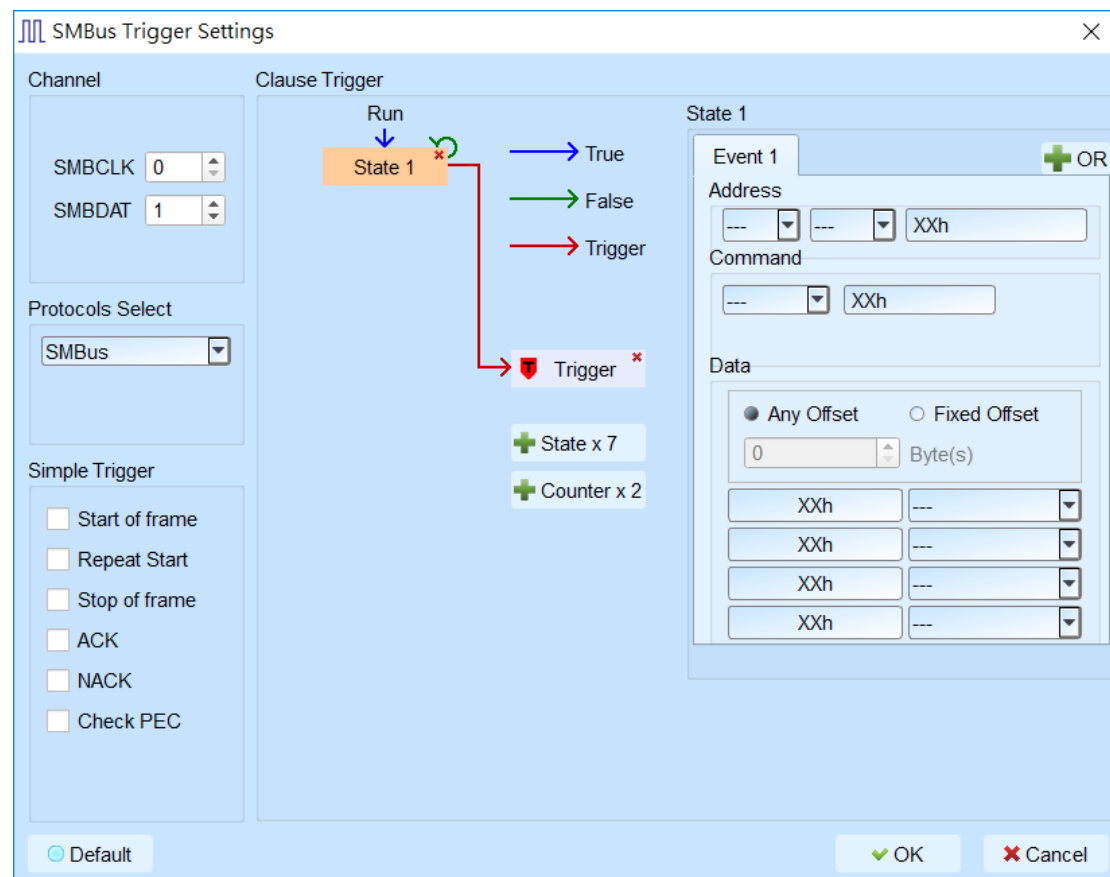 SMBus Trigger Settings
Channel
SMBCLK 0
SMBDAT 1
Protocols Select
SMBus
Simple Trigger
Start of frame
Repeat Start
Stop of frame
ACK
NACK
Check PEC
Default
Clause Trigger
Run
State 1
True
False
Trigger
T Trigger
State x 7
Counter x 2
State 1
Event 1
OR
Address
--- --- XXh
Command
--- XXh
Data
Any Offset Fixed Offset
0 Byte(s)
XXh ---
XXh ---
XXh ---
XXh ---
OK Cancel